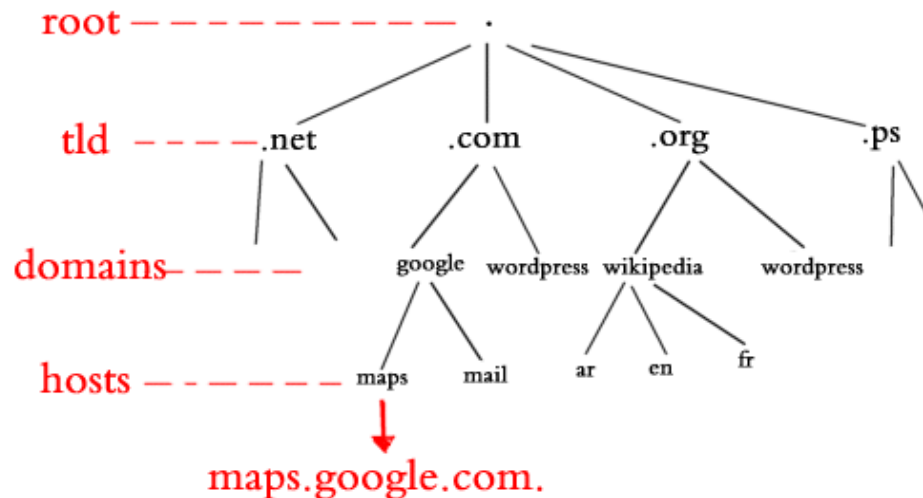 root .
tld .net .com .org .ps
domains google wordpress wikipedia wordpress
hosts maps mail ar en fr
maps.google.com.